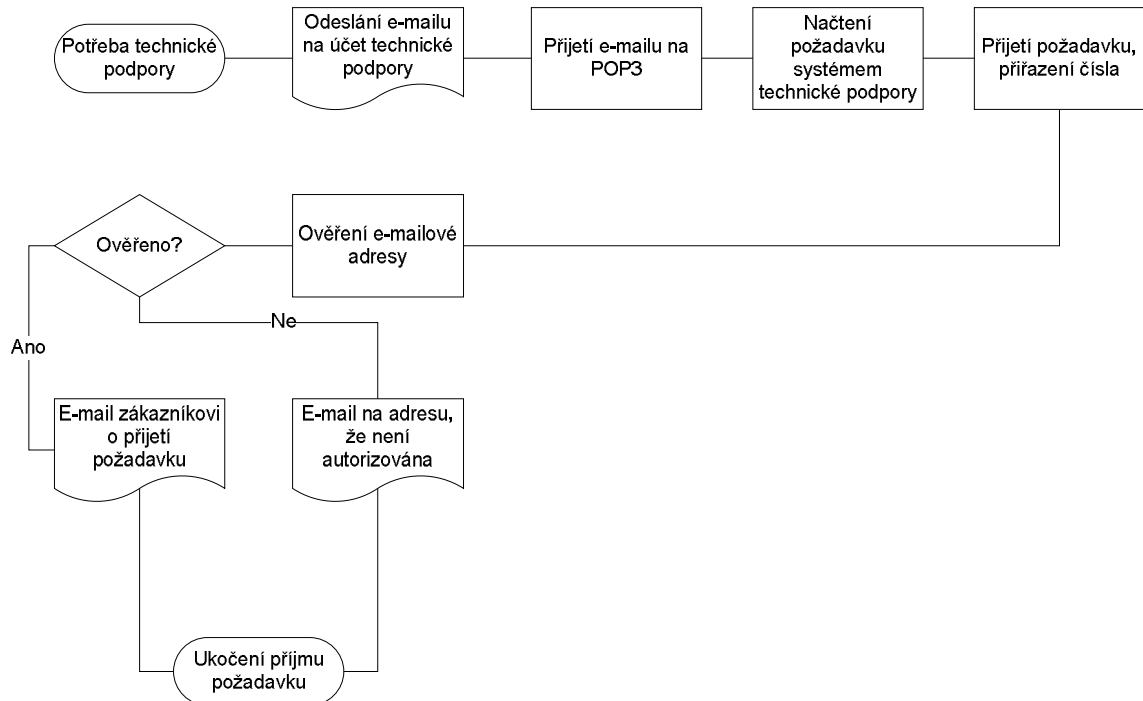 Potřeba technické
podpory
Odeslání e-mailu
na účet technické
podpory
Přijetí e-mailu na
POP3
Načtení
požadavku
systémem
technické podpory
Přijetí požadavku,
přiřazení čísla
Ověřeno?
Ověření e-mailové
adresy
Ne
Ano
E-mail zákazníkovi
o přijetí
požadavku
E-mail na adresu,
že není
autorizována
Ukočení příjmu
požadavku